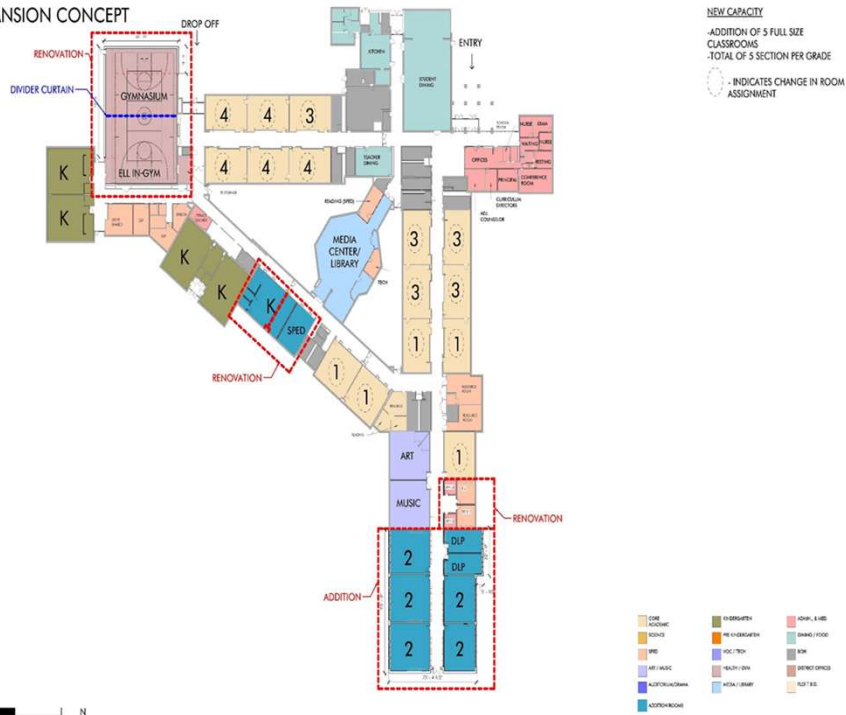 NSION CONCEPT
DROP OFF
RENOVATION
DIVIDER CURTAIN
GYMNASIUM
ELL IN-GYM
KITCHEN
STUDENT
DINING
ENTRY
NEW CAPACITY
-ADDITION OF 5 FULL SIZE
CLASSROOMS
-TOTAL OF 5 SECTION PER GRADE
- INDICATES CHANGE IN ROOM
ASSIGNMENT
4 4 3
4 4 4
TEACHER
DINING
OFFICES
NURSE
WAITING
NURSE
PRINCIPAL
CONFERENCE
ROOM
CURRICULUM
DIRECTORS
READING (SPED)
MEDIA
CENTER/
LIBRARY
TECH
K
K
K
K
K
SPED
RENOVATION
3 3
3 3
1 1
1
1
1
ART
MUSIC
RENOVATION
ADDITION
2
2
2
DLP
DLP
2
2
N
CORE
ACADEMIC
SCIENCE
SPED
ART / MUSIC
AUDITORIUM/DRAMA
ADDITION ROOMS
KINDERGARTEN
PRE KINDERGARTEN
VOC / TECH
HEALTH / GYM
MEDIA / LIBRARY
ADMIN. & MED.
DINING / FOOD
DISTRICT OFFICES